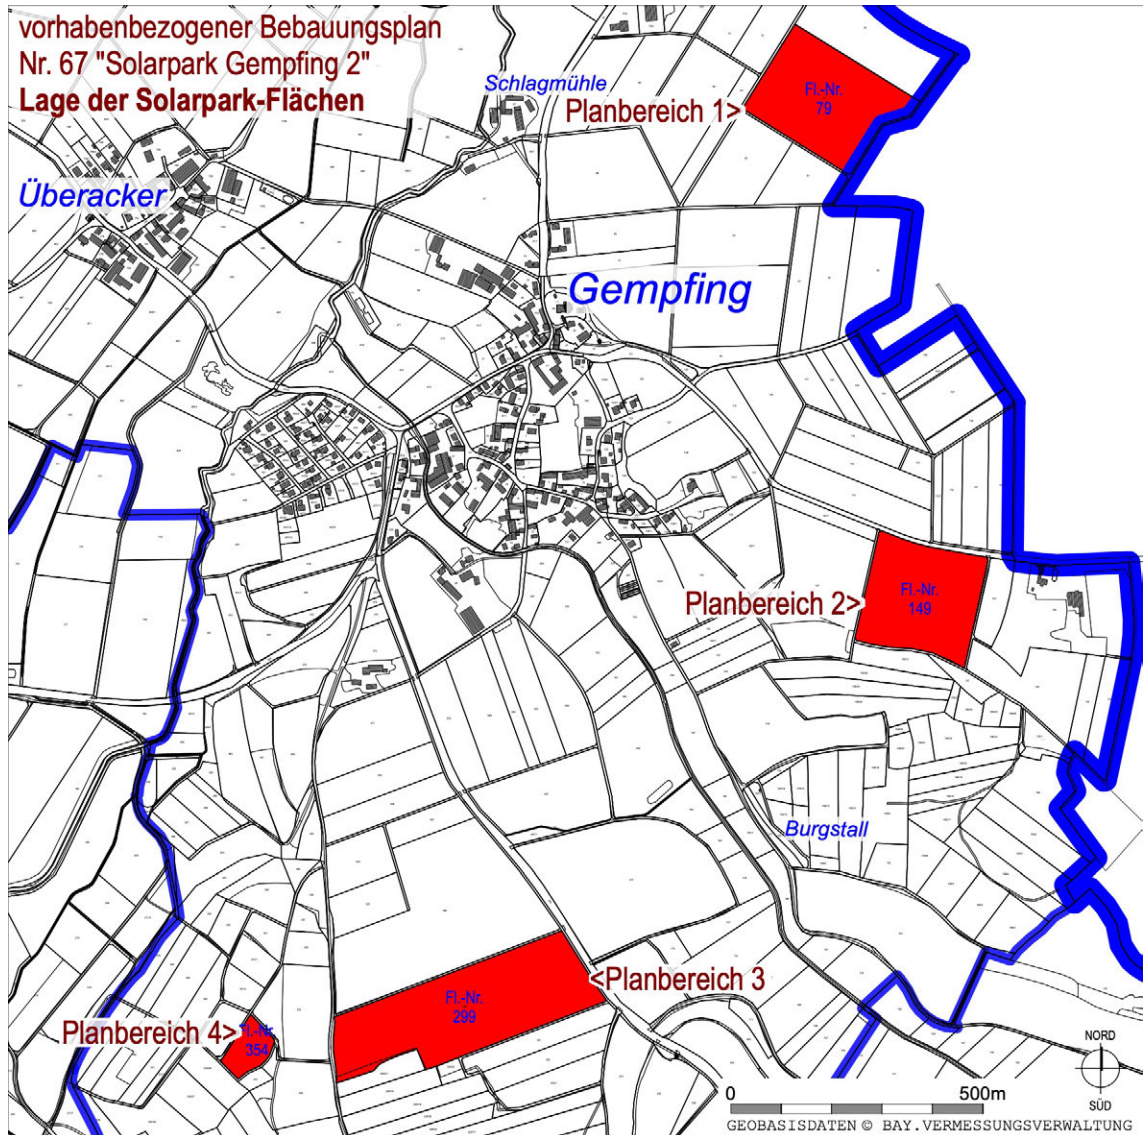 vorhabenbezogener Bebauungsplan
Nr. 67 "Solarpark Gempfing 2"
Lage der Solarpark-Flächen
Schlagmühle
Planbereich 1>
Fl.-Nr.
79
Überacker
Gempfing
Planbereich 2>
Fl.-Nr.
149
Burgstall
<Planbereich 3
Fl.-Nr.
299
Planbereich 4>
Fl.-Nr.
354
NORD
SÜD
0 500m
GEOBASISDATEN © BAY.VERMESSUNGSVERWALTUNG